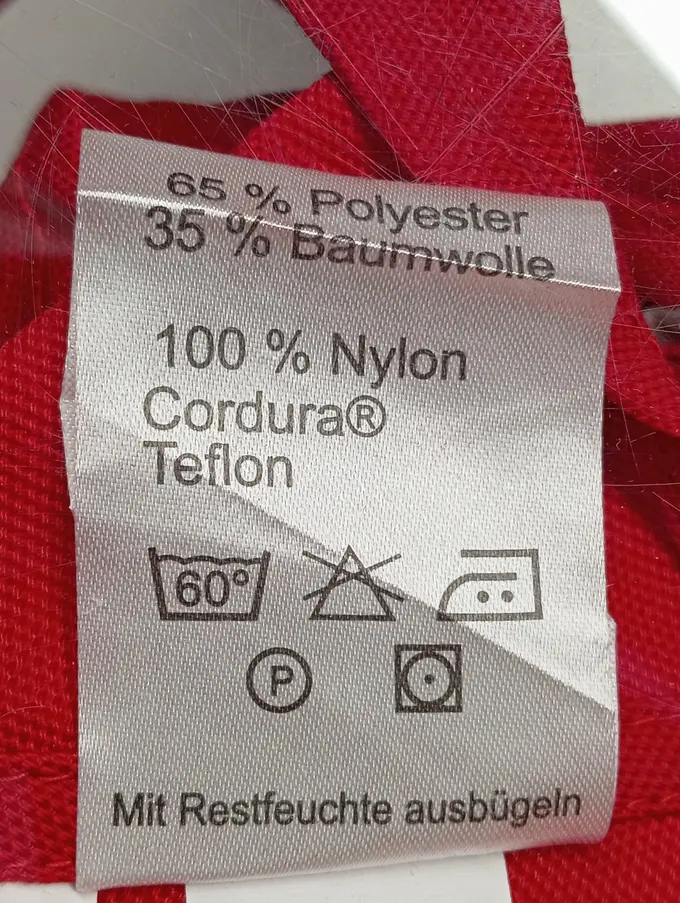 65 % Polyester
35 % Baumwolle
100 % Nylon
Cordura®
Teflon
60°
P
Mit Restfeuchte ausbügeln